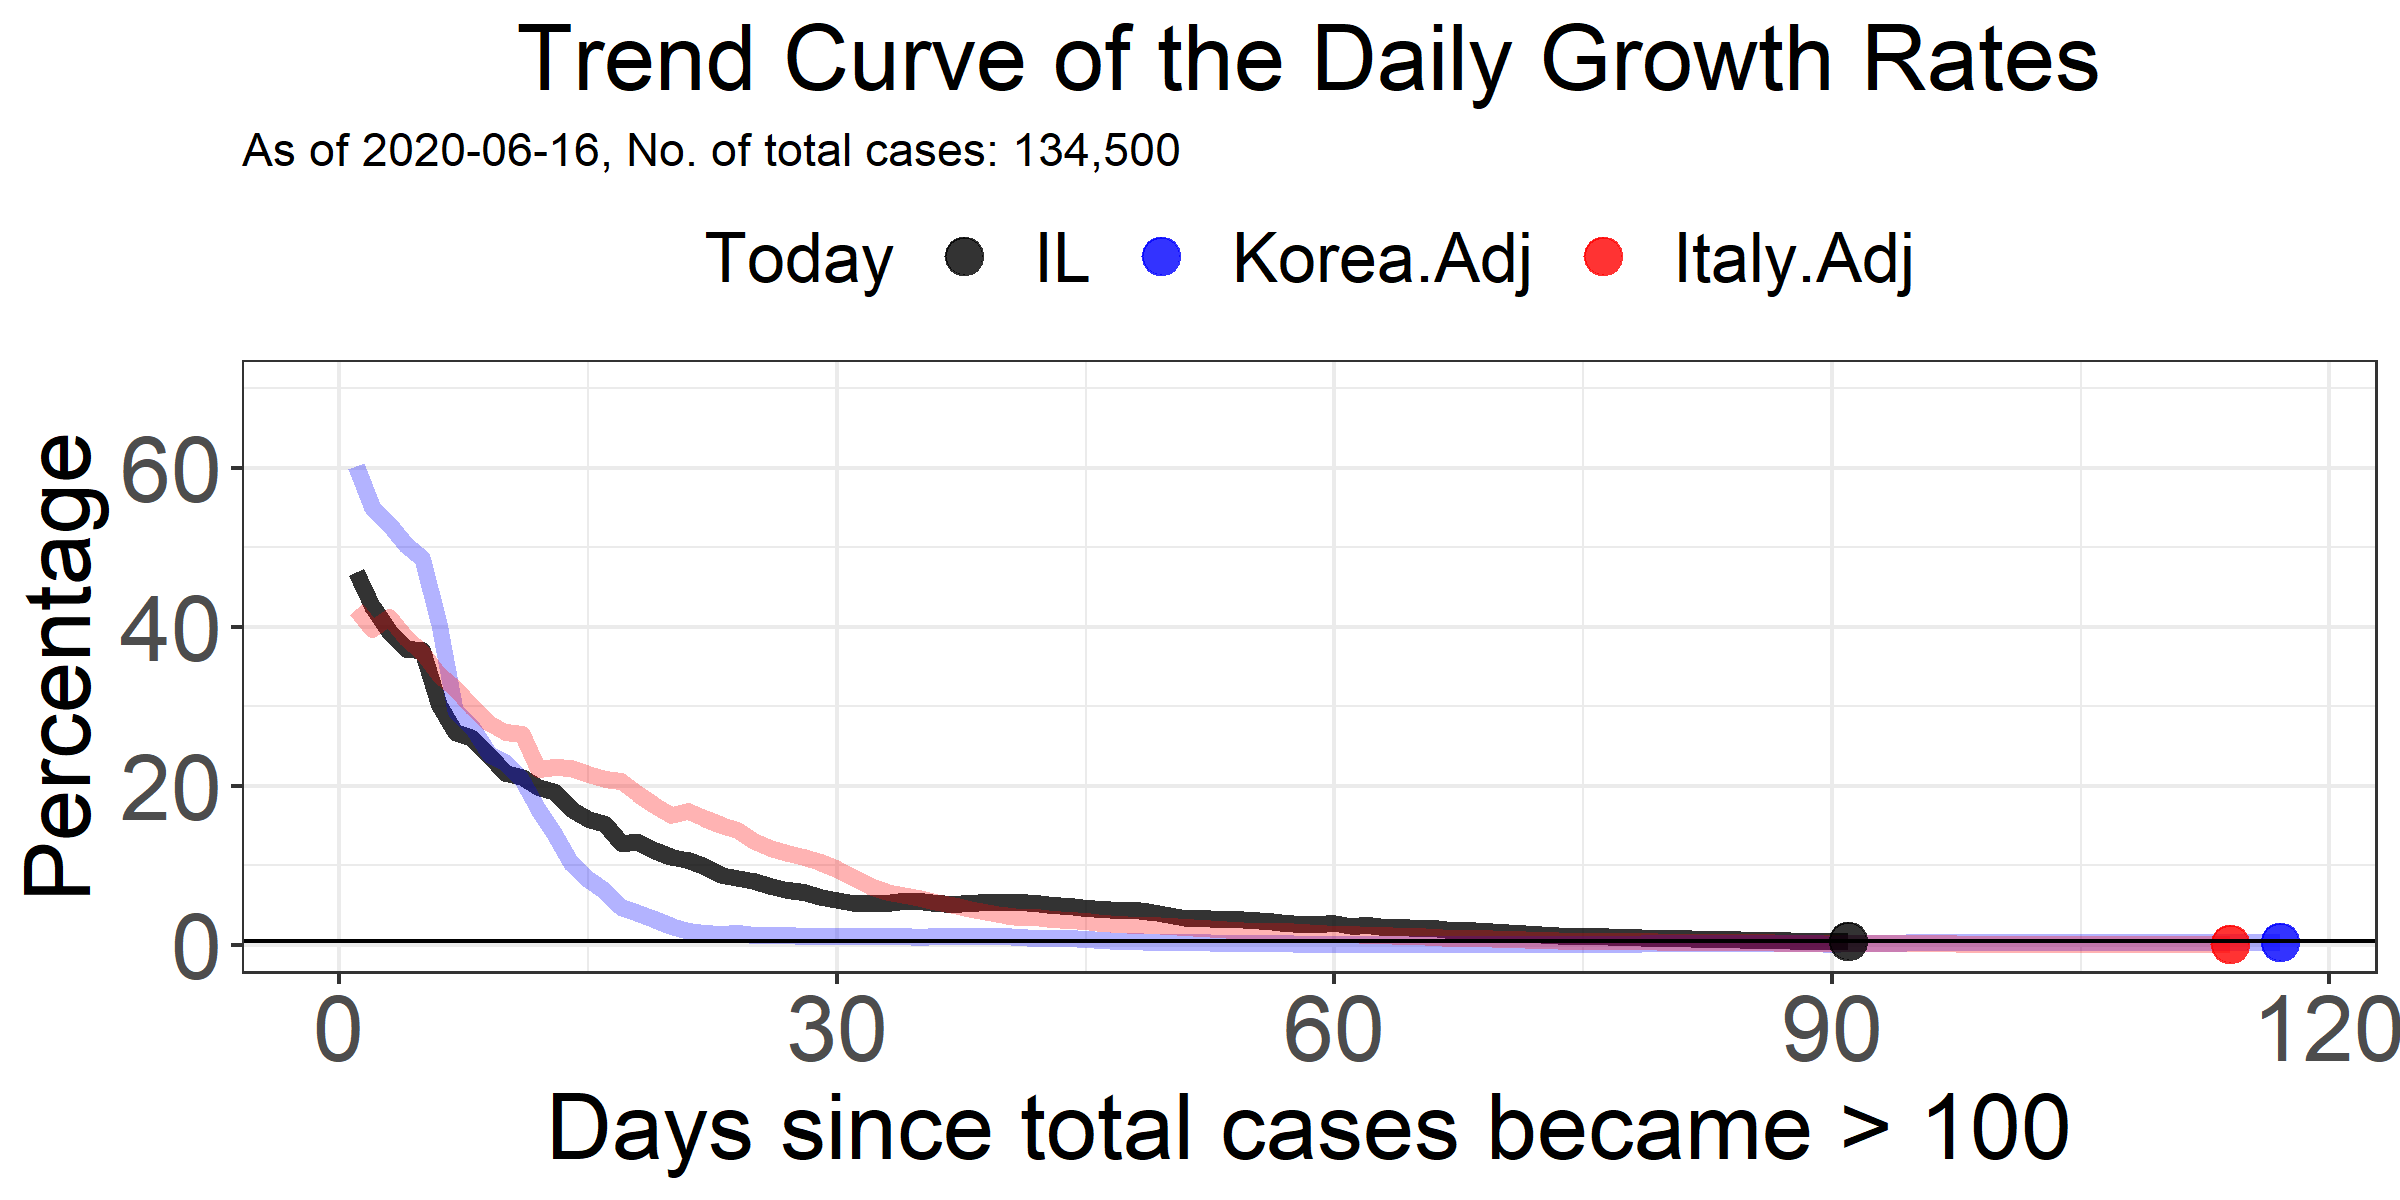 Trend Curve of the Daily Growth Rates
As of 2020-06-16, No. of total cases: 134,500
Today IL Korea.Adj Italy.Adj
Percentage
60
40
20
0
0 30 60 90 120
Days since total cases became > 100